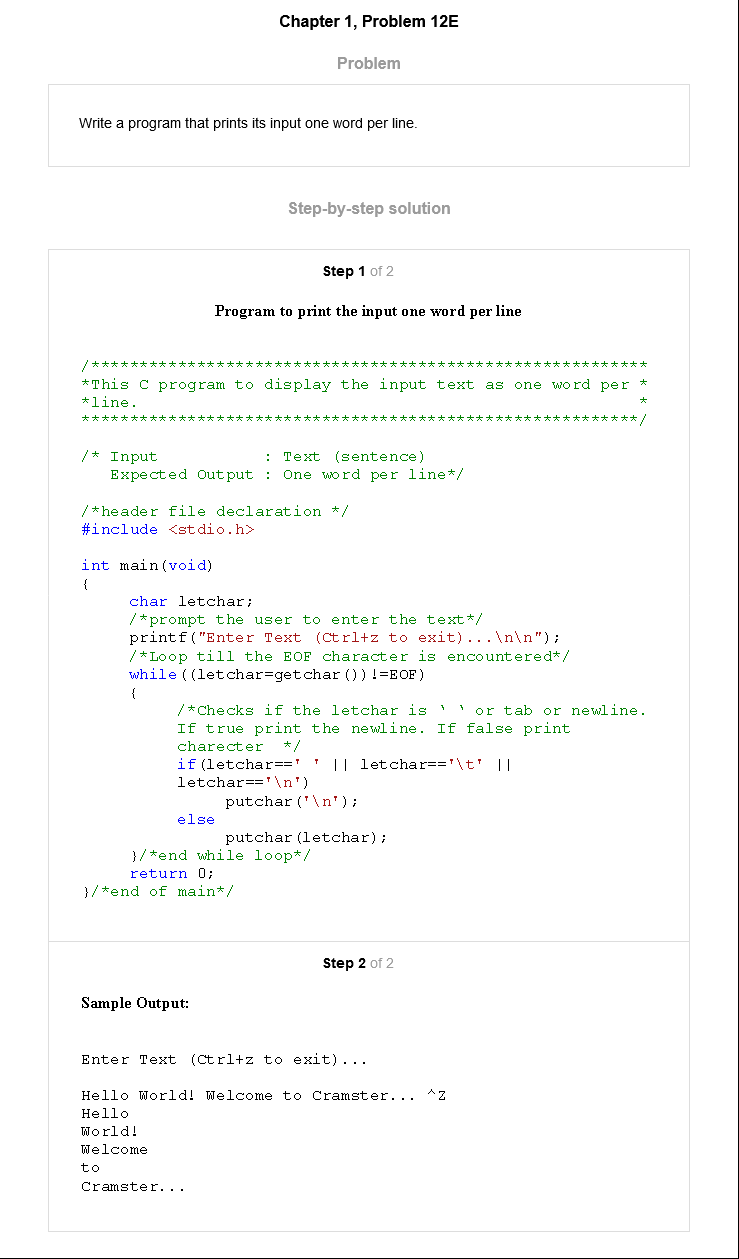 Chapter 1, Problem 12E
Problem
Write a program that prints its input one word per line.
Step-by-step solution
Step 1 of 2
Program to print the input one word per line
/**********************************************************
*This C program to display the input text as one word per *
*line.                                                    *
**********************************************************/
/* Input           : Text (sentence)
   Expected Output : One word per line*/
/*header file declaration */
#include <stdio.h>
int main(void)
{
     char letchar;
     /*prompt the user to enter the text*/
     printf("Enter Text (Ctrl+z to exit)...\n\n");
     /*Loop till the EOF character is encountered*/
     while((letchar=getchar())!=EOF)
     {
          /*Checks if the letchar is ‘ ‘ or tab or newline.
          If true print the newline. If false print
          charecter  */
          if(letchar==' ' || letchar=='\t' ||
          letchar=='\n')
               putchar('\n');
          else
               putchar(letchar);
     }/*end while loop*/
     return 0;
}/*end of main*/
Step 2 of 2
Sample Output:
Enter Text (Ctrl+z to exit)...
Hello World! Welcome to Cramster... ^Z
Hello
World!
Welcome
to
Cramster...